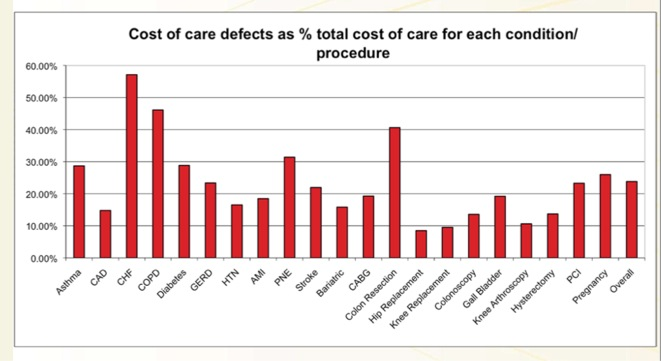 Cost of care defects as % total cost of care for each condition/
procedure
60.00%
50.00%
40.00%
30.00%
20.00%
10.00%
0.00%
Asthma
CAD
CHF
COPD
Diabetes
GERD
HTN
AMI
PNE
Stroke
Bariatric
CABG
Colon Resection
Hip Replacement
Knee Replacement
Colonoscopy
Gall Bladder
Knee Arthroscopy
Hysterectomy
PCI
Pregnancy
Overall